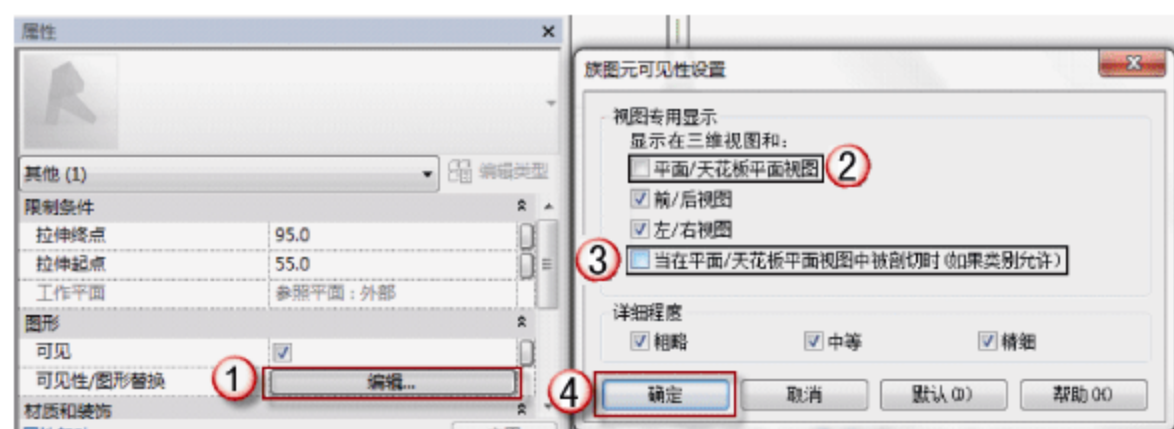 属性
其他 (1)
编辑类型
限制条件
拉伸终点 95.0
拉伸起点 55.0
工作平面 参照平面 : 外部
图形
可见
可见性/图形替换 ① 编辑...
材质和装饰
族图元可见性设置
视图专用显示
显示在三维视图和:
平面/天花板平面视图 ②
前/后视图
左/右视图
③ 当在平面/天花板平面视图中被剖切时(如果类别允许)
详细程度
粗略 中等 精细
④ 确定 取消 默认(D) 帮助(H)